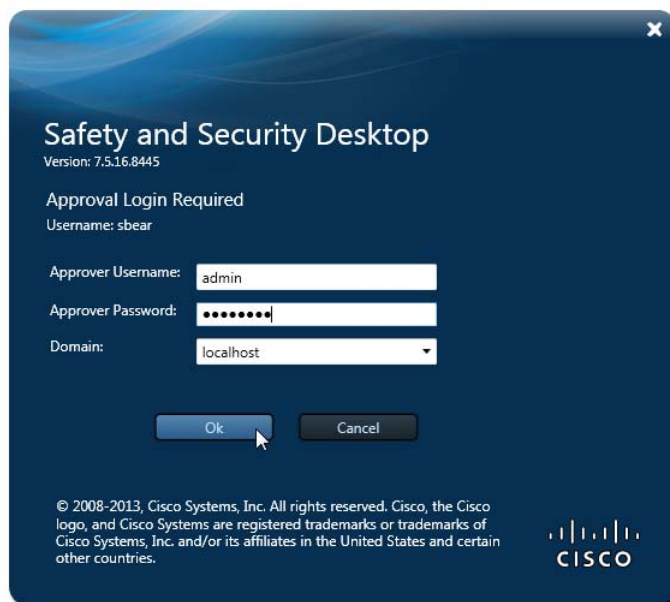 Safety and Security Desktop
Version: 7.5.16.8445
Approval Login Required
Username: sbear
Approver Username: admin
Approver Password: ••••••••
Domain: localhost
Ok Cancel
© 2008-2013, Cisco Systems, Inc. All rights reserved. Cisco, the Cisco
logo, and Cisco Systems are registered trademarks or trademarks of
Cisco Systems, Inc. and/or its affiliates in the United States and certain
other countries.
CISCO